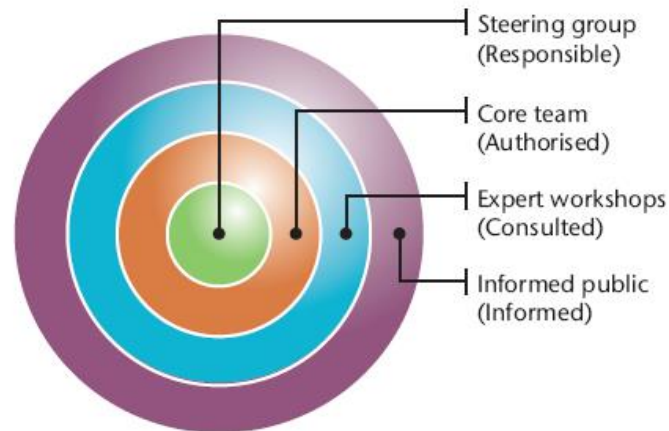 Steering group
(Responsible)
Core team
(Authorised)
Expert workshops
(Consulted)
Informed public
(Informed)